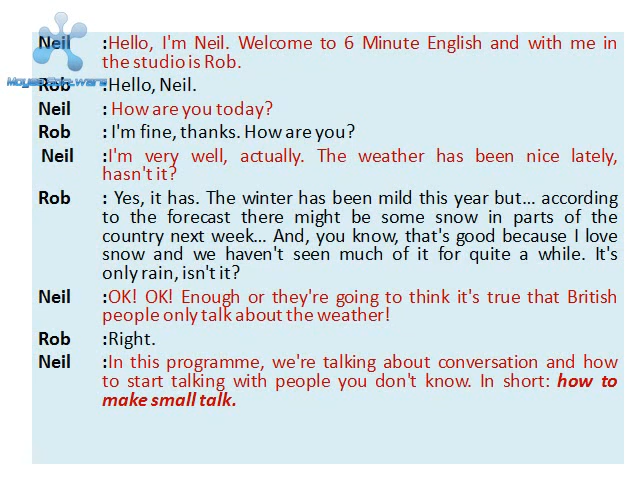 Neil :Hello, I'm Neil. Welcome to 6 Minute English and with me in
the studio is Rob.
Rob :Hello, Neil.
Neil : How are you today?
Rob : I'm fine, thanks. How are you?
Neil :I'm very well, actually. The weather has been nice lately,
hasn't it?
Rob : Yes, it has. The winter has been mild this year but... according
to the forecast there might be some snow in parts of the
country next week... And, you know, that's good because I love
snow and we haven't seen much of it for quite a while. It's
only rain, isn't it?
Neil :OK! OK! Enough or they're going to think it's true that British
people only talk about the weather!
Rob :Right.
Neil :In this programme, we're talking about conversation and how
to start talking with people you don't know. In short: how to
make small talk.